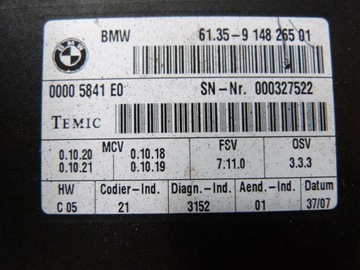 BMW 61.35-9 148 265 01
0000 5841 E0 SN-Nr. 000327522
TEMIC
MCV FSV OSV
0.10.20 0.10.18 7.11.0 3.3.3
0.10.21 0.10.19
HW Codier-Ind. Diagn.-Ind. Aend.-Ind. Datum
C 05 21 3152 01 37/07